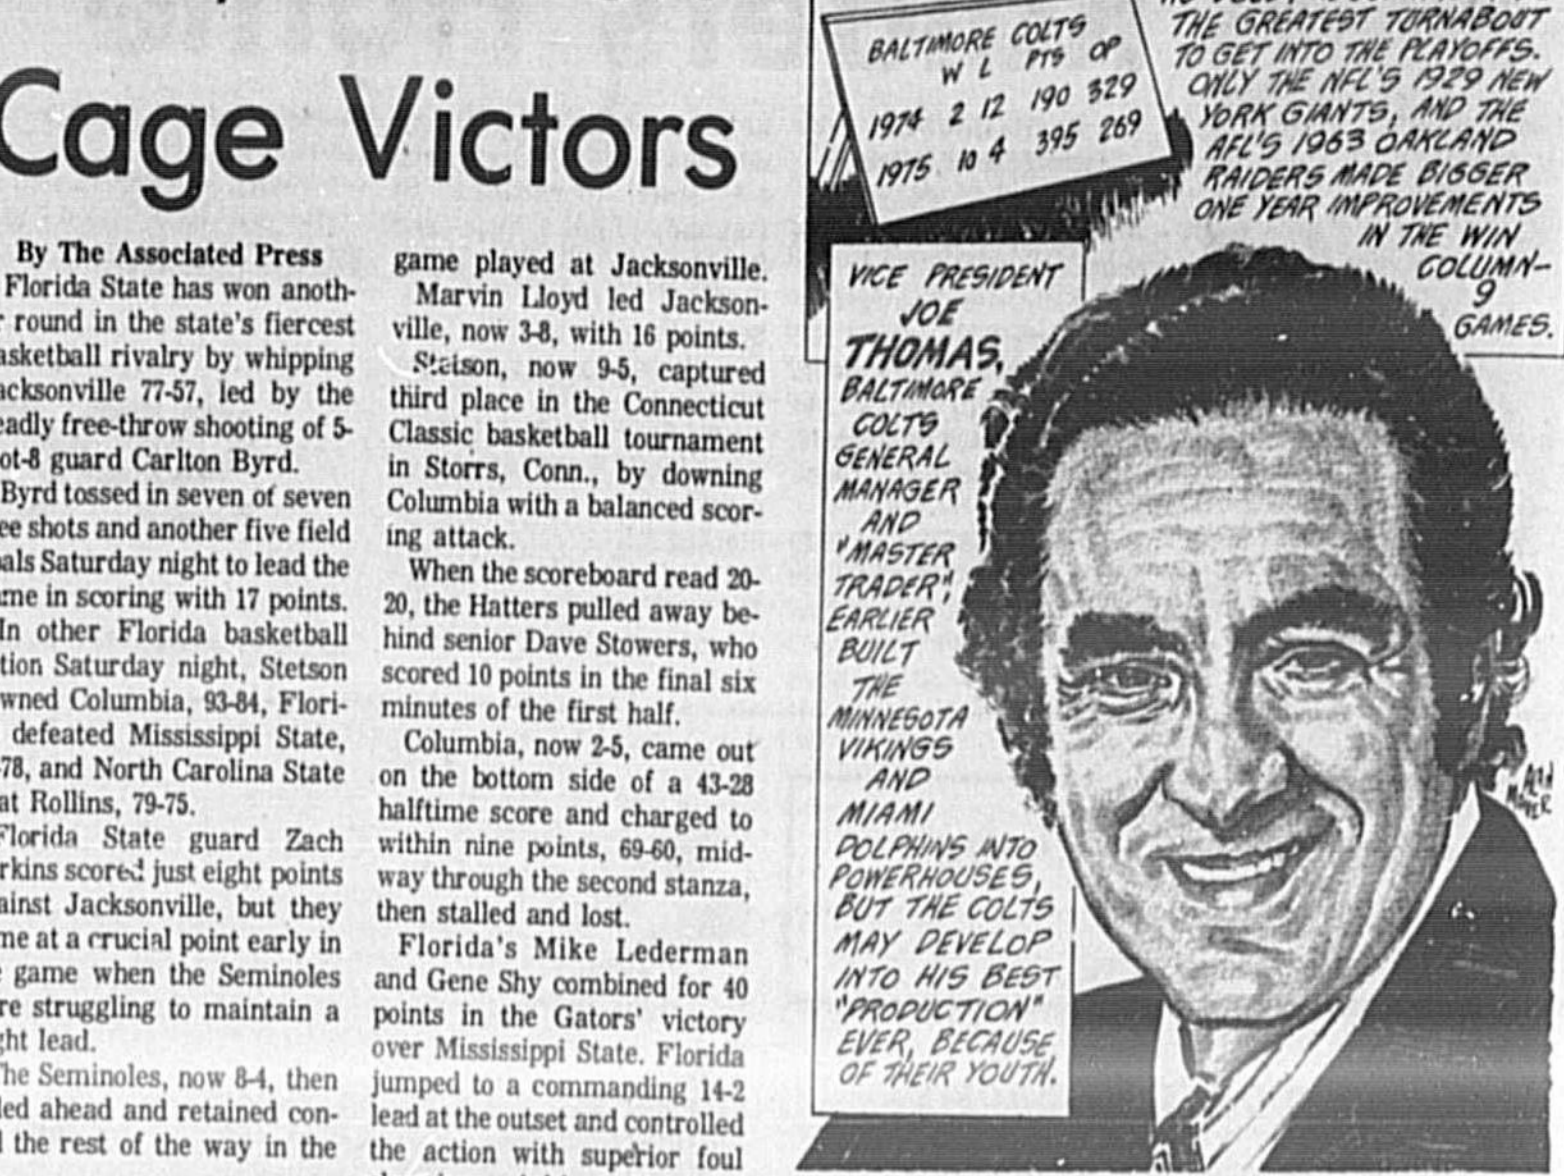 Cage Victors
By The Associated Press
Florida State has won anoth-
r round in the state's fiercest
asketball rivalry by whipping
acksonville 77-57, led by the
eadly free-throw shooting of 5-
ot-8 guard Carlton Byrd.
Byrd tossed in seven of seven
ee shots and another five field
als Saturday night to lead the
me in scoring with 17 points.
In other Florida basketball
tion Saturday night, Stetson
wned Columbia, 93-84, Flori-
defeated Mississippi State,
-78, and North Carolina State
at Rollins, 79-75.
Florida State guard Zach
rkins scored just eight points
ainst Jacksonville, but they
me at a crucial point early in
game when the Seminoles
re struggling to maintain a
ght lead.
The Seminoles, now 8-4, then
led ahead and retained con-
l the rest of the way in the
game played at Jacksonville.
Marvin Lloyd led Jackson-
ville, now 3-8, with 16 points.
Stetson, now 9-5, captured
third place in the Connecticut
Classic basketball tournament
in Storrs, Conn., by downing
Columbia with a balanced scor-
ing attack.
When the scoreboard read 20-
20, the Hatters pulled away be-
hind senior Dave Stowers, who
scored 10 points in the final six
minutes of the first half.
Columbia, now 2-5, came out
on the bottom side of a 43-28
halftime score and charged to
within nine points, 69-60, mid-
way through the second stanza,
then stalled and lost.
Florida's Mike Lederman
and Gene Shy combined for 40
points in the Gators' victory
over Mississippi State. Florida
jumped to a commanding 14-2
lead at the outset and controlled
the action with superior foul
BALTIMORE COLTS
W L PTS OP
1974 2 12 190 329
1975 10 4 395 269
THE GREATEST TURNABOUT
TO GET INTO THE PLAYOFFS.
ONLY THE NFL'S 1929 NEW
YORK GIANTS, AND THE
AFL'S 1963 OAKLAND
RAIDERS MADE BIGGER
ONE YEAR IMPROVEMENTS
IN THE WIN
COLUMN-
9
GAMES.
VICE PRESIDENT
JOE
THOMAS,
BALTIMORE
COLTS
GENERAL
MANAGER
AND
"MASTER
TRADER",
EARLIER
BUILT
THE
MINNESOTA
VIKINGS
AND
MIAMI
DOLPHINS INTO
POWERHOUSES,
BUT THE COLTS
MAY DEVELOP
INTO HIS BEST
"PRODUCTION"
EVER, BECAUSE
OF THEIR YOUTH.